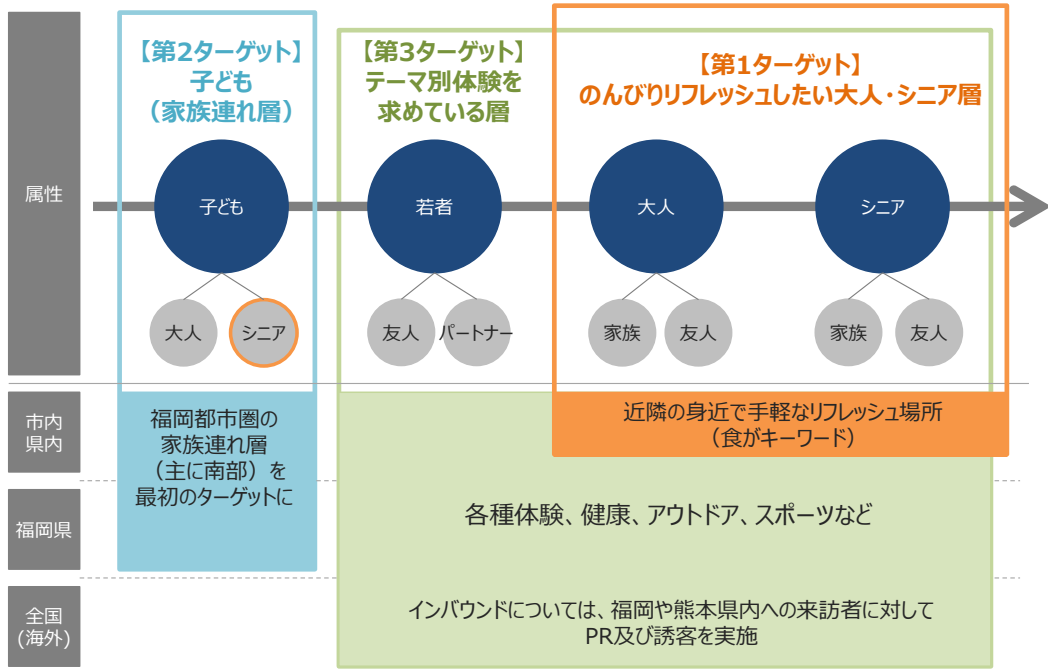 属性
【第2ターゲット】
子ども
（家族連れ層）
【第3ターゲット】
テーマ別体験を
求めている層
【第1ターゲット】
のんびりリフレッシュしたい大人・シニア層
子ども
若者
大人
シニア
大人
シニア
友人
パートナー
家族
友人
家族
友人
市内
県内
福岡都市圏の
家族連れ層
（主に南部）を
最初のターゲットに
近隣の身近で手軽なリフレッシュ場所
（食がキーワード）
福岡県
各種体験、健康、アウトドア、スポーツなど
全国
(海外)
インバウンドについては、福岡や熊本県内への来訪者に対して
PR及び誘客を実施